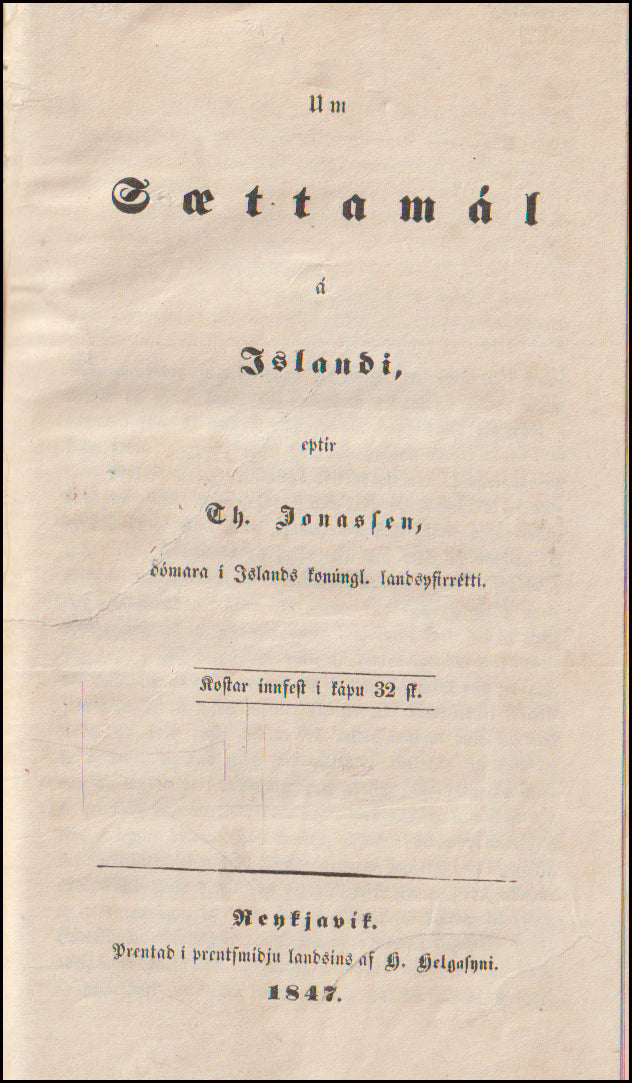 Um
Sættamál
á
Islandi,
eptir
Th. Jonassen,
dómara í Islands konúngl. landsyfirrétti.
Kostar innfest í kápu 32 sk.
Reykjavík.
Prentad í prentsmidju landsins af H. Helgasyni.
1847.